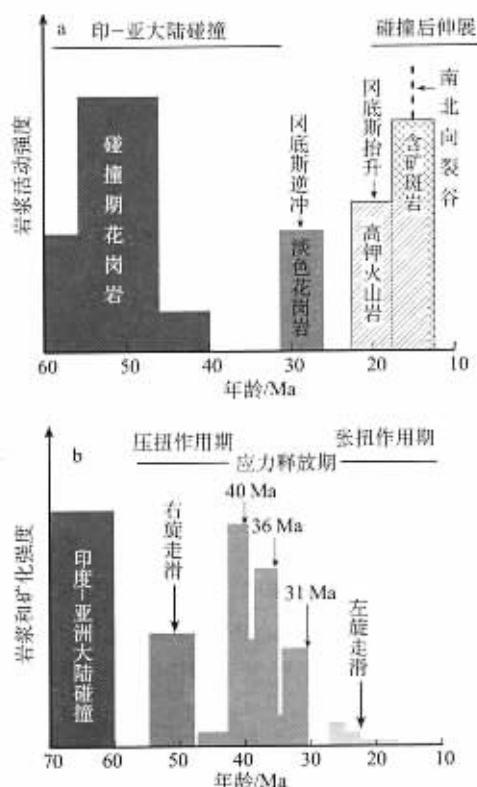 a
印-亚大陆碰撞
碰撞后伸展
岩浆活动强度
碰撞期花岗岩
冈底斯逆冲
淡色花岗岩
冈底斯抬升
高钾火山岩
含矿斑岩
南北向裂谷
60 50 40 30 20 10
年龄/Ma
b
压扭作用期
应力释放期
张扭作用期
岩浆和矿化强度
印度-亚洲大陆碰撞
右旋走滑
40 Ma
36 Ma
31 Ma
左旋走滑
70 50 40 30 20 10
年龄/Ma